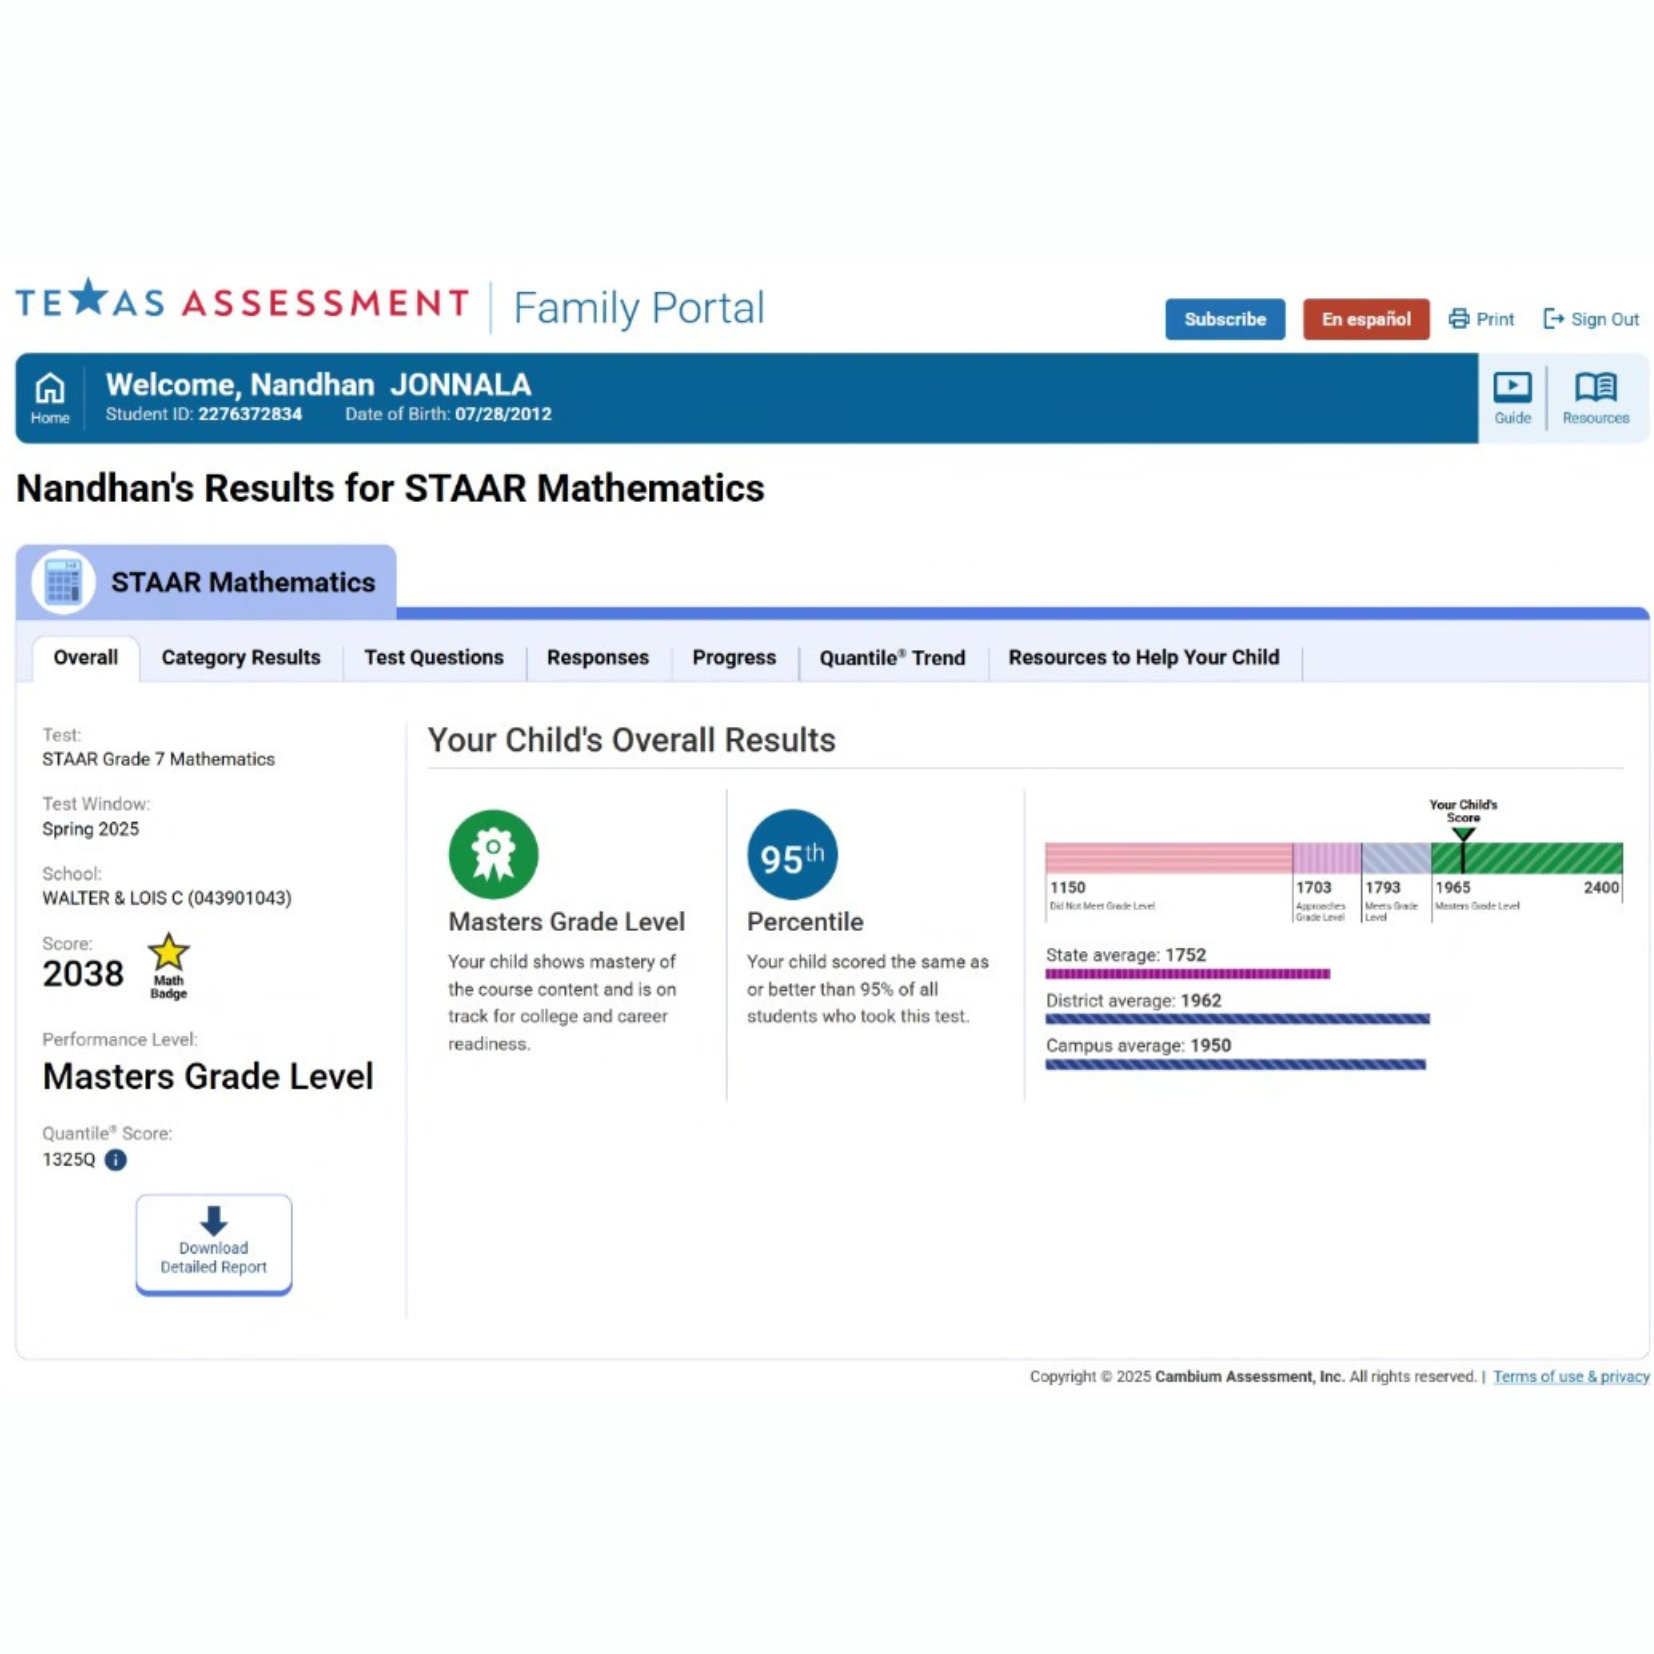 TEXAS ASSESSMENT | Family Portal
Subscribe
En español
Print
Sign Out
Home
Welcome, Nandhan JONNALA
Student ID: 2276372834 Date of Birth: 07/28/2012
Guide
Resources
Nandhan's Results for STAAR Mathematics
STAAR Mathematics
Overall
Category Results
Test Questions
Responses
Progress
Quantile® Trend
Resources to Help Your Child
Test:
STAAR Grade 7 Mathematics
Test Window:
Spring 2025
School:
WALTER & LOIS C (043901043)
Score:
2038
Math
Badge
Performance Level:
Masters Grade Level
Quantile® Score:
1325Q
Download
Detailed Report
Your Child's Overall Results
Masters Grade Level
Your child shows mastery of
the course content and is on
track for college and career
readiness.
95th
Percentile
Your child scored the same as
or better than 95% of all
students who took this test.
Your Child's
Score
1150
Did Not Meet Grade Level
1703
Approaches
Grade Level
1793
Meets Grade
Level
1965
Masters Grade Level
2400
State average: 1752
District average: 1962
Campus average: 1950
Copyright © 2025 Cambium Assessment, Inc. All rights reserved. | Terms of use & privacy